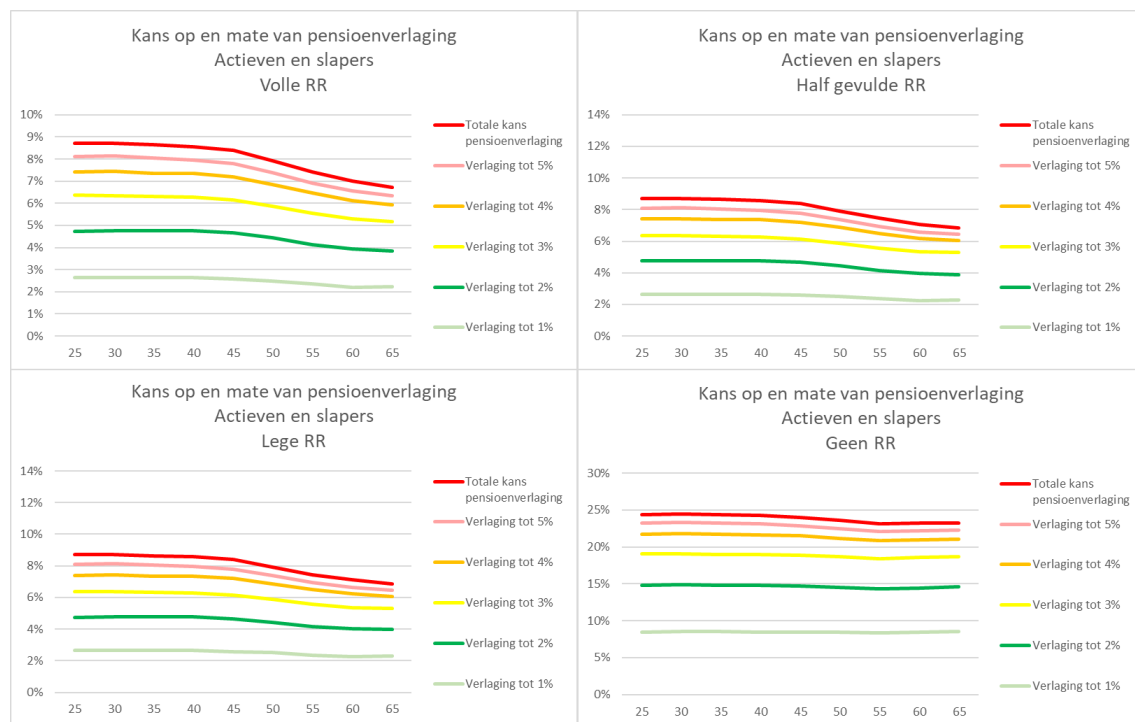 Kans op en mate van pensioenverlaging
Actieven en slapers
Volle RR
10%
9%
8%
7%
6%
5%
4%
3%
2%
1%
0%
25 30 35 40 45 50 55 60 65
Totale kans
pensioenverlaging
Verlaging tot 5%
Verlaging tot 4%
Verlaging tot 3%
Verlaging tot 2%
Verlaging tot 1%
Kans op en mate van pensioenverlaging
Actieven en slapers
Half gevulde RR
14%
12%
10%
8%
6%
4%
2%
0%
25 30 35 40 45 50 55 60 65
Totale kans
pensioenverlaging
Verlaging tot 5%
Verlaging tot 4%
Verlaging tot 3%
Verlaging tot 2%
Verlaging tot 1%
Kans op en mate van pensioenverlaging
Actieven en slapers
Lege RR
14%
12%
10%
8%
6%
4%
2%
0%
25 30 35 40 45 50 55 60 65
Totale kans
pensioenverlaging
Verlaging tot 5%
Verlaging tot 4%
Verlaging tot 3%
Verlaging tot 2%
Verlaging tot 1%
Kans op en mate van pensioenverlaging
Actieven en slapers
Geen RR
30%
25%
20%
15%
10%
5%
0%
25 30 35 40 45 50 55 60 65
Totale kans
pensioenverlaging
Verlaging tot 5%
Verlaging tot 4%
Verlaging tot 3%
Verlaging tot 2%
Verlaging tot 1%